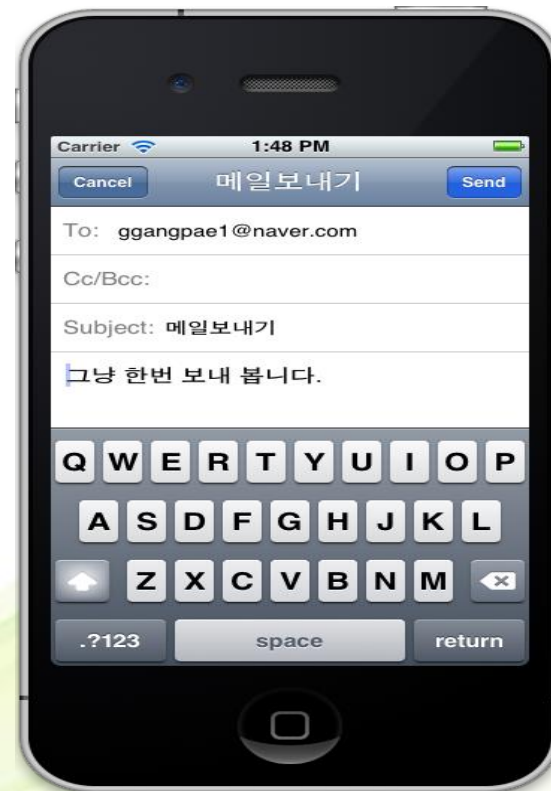 Carrier 1:48 PM
Cancel 메일보내기 Send
To: ggangpae1@naver.com
Cc/Bcc:
Subject: 메일보내기
그냥 한번 보내 봅니다.
Q W E R T Y U I O P
A S D F G H J K L
Z X C V B N M
.?123 space return